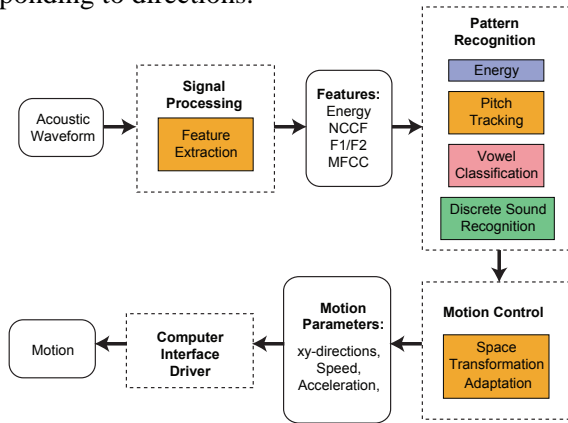 ponding to directions.
Acoustic
Waveform
Signal
Processing
Feature
Extraction
Features:
Energy
NCCF
F1/F2
MFCC
Pattern
Recognition
Energy
Pitch
Tracking
Vowel
Classification
Discrete Sound
Recognition
Motion Control
Space
Transformation
Adaptation
Motion
Parameters:
xy-directions,
Speed,
Acceleration,
Computer
Interface
Driver
Motion